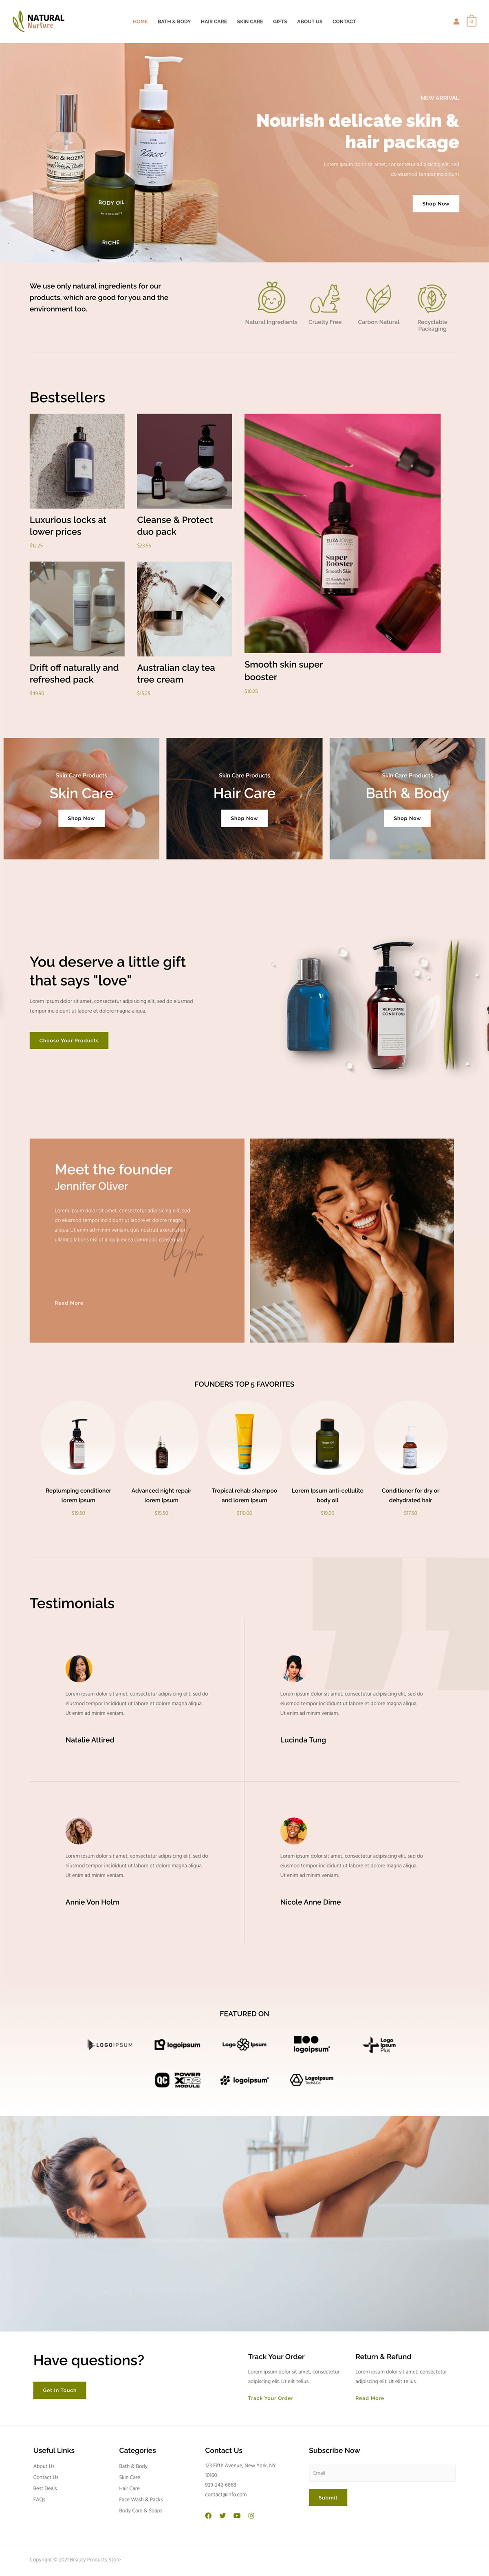 NATURAL
Nurture
HOME BATH & BODY HAIR CARE SKIN CARE GIFTS ABOUT US CONTACT
0
NEW ARRIVAL
Nourish delicate skin &
hair package
Lorem ipsum dolor sit amet, consectetur adipiscing elit, sed
do eiusmod tempor incididunt
Shop Now
BODY OIL
RICHE
We use only natural ingredients for our
products, which are good for you and the
environment too.
Natural Ingredients
Cruelty Free
Carbon Natural
Recyclable
Packaging
Bestsellers
Luxurious locks at
lower prices
$12.25
Cleanse & Protect
duo pack
$23.55
Drift off naturally and
refreshed pack
$49.90
Australian clay tea
tree cream
$15.25
Super
Booster
Smooth Skin
Smooth skin super
booster
$10.25
Skin Care Products
Skin Care
Shop Now
Skin Care Products
Hair Care
Shop Now
Skin Care Products
Bath & Body
Shop Now
You deserve a little gift
that says "love"
Lorem ipsum dolor sit amet, consectetur adipiscing elit, sed do eiusmod
tempor incididunt ut labore et dolore magna aliqua.
Choose Your Products
Meet the founder
Jennifer Oliver
Lorem ipsum dolor sit amet, consectetur adipiscing elit, sed
do eiusmod tempor incididunt ut labore et dolore magna
aliqua. Ut enim ad minim veniam, quis nostrud exercitation
ullamco laboris nisi ut aliquip ex ea commodo consequat.
Read More
FOUNDERS TOP 5 FAVORITES
Replumping conditioner
lorem ipsum
$19.50
Advanced night repair
lorem ipsum
$15.50
Tropical rehab shampoo
and lorem ipsum
$110.00
Lorem Ipsum anti-cellulite
body oil
$19.00
Conditioner for dry or
dehydrated hair
$17.50
Testimonials
Lorem ipsum dolor sit amet, consectetur adipiscing elit, sed do
eiusmod tempor incididunt ut labore et dolore magna aliqua.
Ut enim ad minim veniam.
Natalie Attired
Lorem ipsum dolor sit amet, consectetur adipiscing elit, sed do
eiusmod tempor incididunt ut labore et dolore magna aliqua.
Ut enim ad minim veniam.
Lucinda Tung
Lorem ipsum dolor sit amet, consectetur adipiscing elit, sed do
eiusmod tempor incididunt ut labore et dolore magna aliqua.
Ut enim ad minim veniam.
Annie Von Holm
Lorem ipsum dolor sit amet, consectetur adipiscing elit, sed do
eiusmod tempor incididunt ut labore et dolore magna aliqua.
Ut enim ad minim veniam.
Nicole Anne Dime
FEATURED ON
LOGOIPSUM
logoipsum
Logo Ipsum
logoipsum
Logo
Ipsum
Plus
POWER
MODULE
logoipsum
Logoipsum
Tech&Co.
Have questions?
Get In Touch
Track Your Order
Lorem ipsum dolor sit amet, consectetur
adipiscing elit. Ut elit tellus.
Track Your Order
Return & Refund
Lorem ipsum dolor sit amet, consectetur
adipiscing elit. Ut elit tellus.
Read More
Useful Links
About Us
Contact Us
Best Deals
FAQs
Categories
Bath & Body
Skin Care
Hair Care
Face Wash & Packs
Body Care & Soaps
Contact Us
123 Fifth Avenue, New York, NY
10160
929-242-6868
contact@info.com
Subscribe Now
Email
Submit
Copyright © 2021 Beauty Products Store